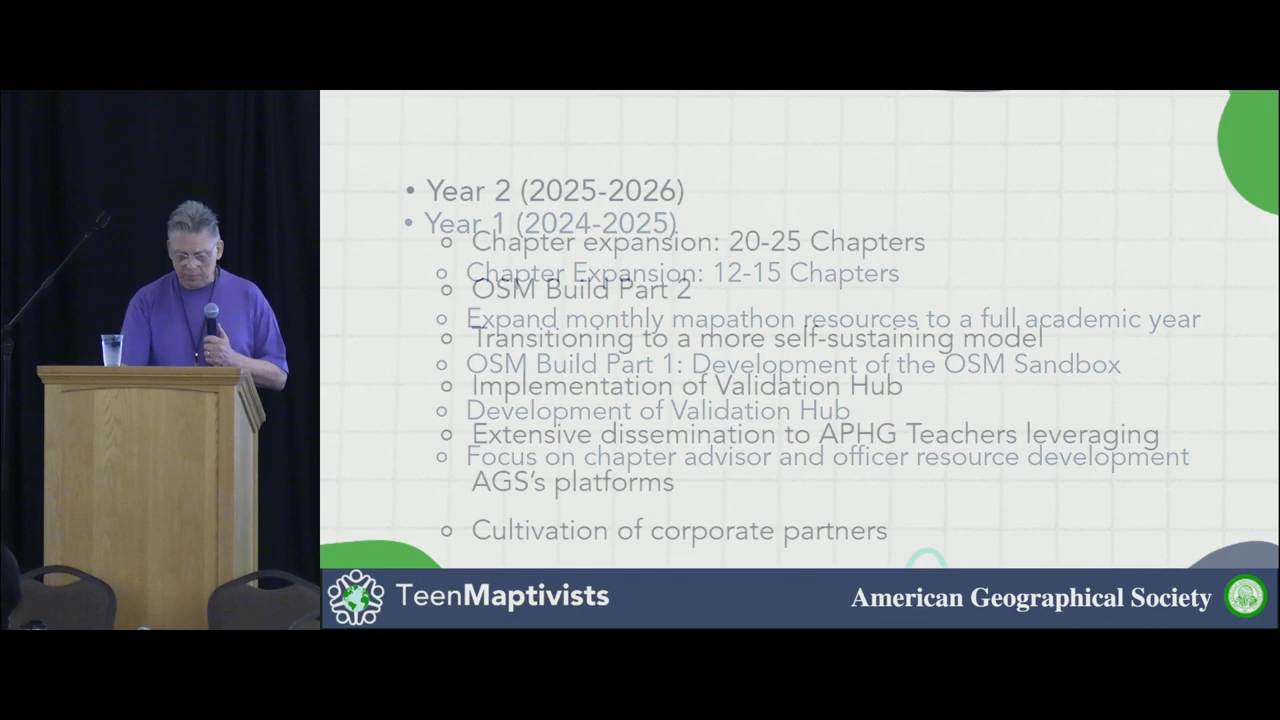 • Year 2 (2025-2026)
• Year 1 (2024-2025)
Chapter expansion: 20-25 Chapters
Chapter Expansion: 12-15 Chapters
OSM Build Part 2
Expand monthly mapathon resources to a full academic year
Transitioning to a more self-sustaining model
OSM Build Part 1: Development of the OSM Sandbox
Implementation of Validation Hub
Development of Validation Hub
Extensive dissemination to APHG Teachers leveraging
Focus on chapter advisor and officer resource development
AGS’s platforms
Cultivation of corporate partners
TeenMaptivists
American Geographical Society